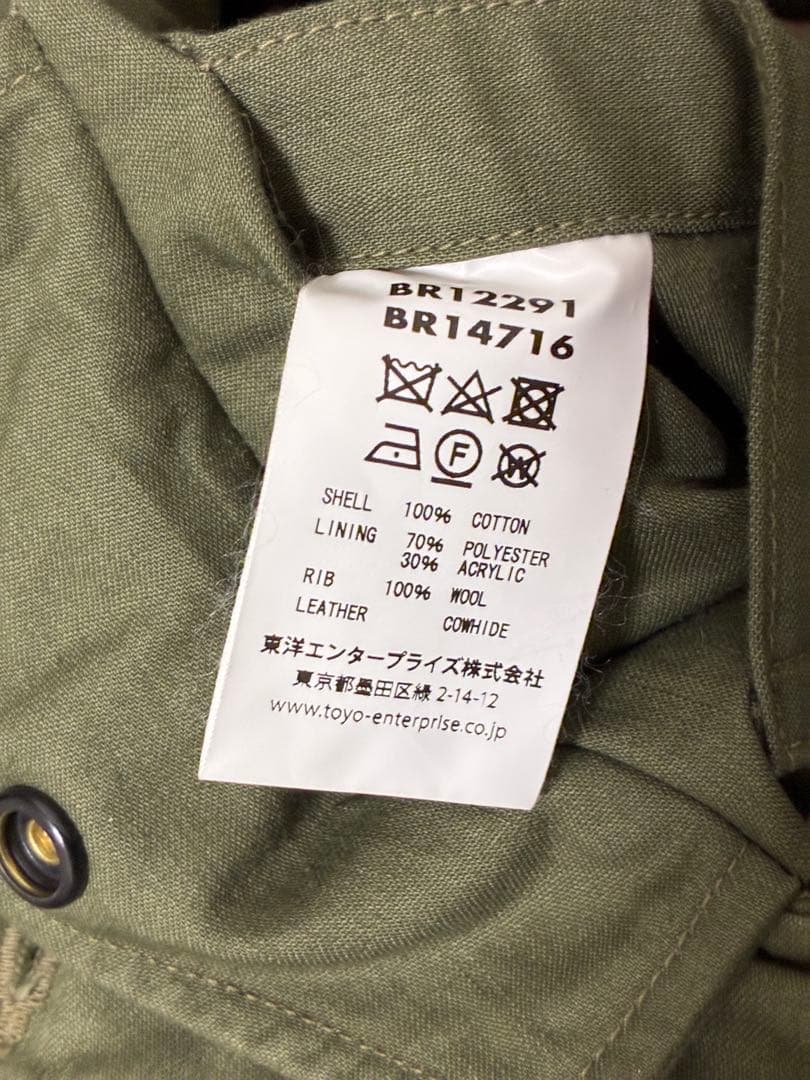 BR12291
BR14716
F
W
SHELL 100% COTTON
LINING 70% POLYESTER
30% ACRYLIC
RIB 100% WOOL
LEATHER COWHIDE
東洋エンタープライズ株式会社
東京都墨田区緑 2-14-12
www.toyo-enterprise.co.jp